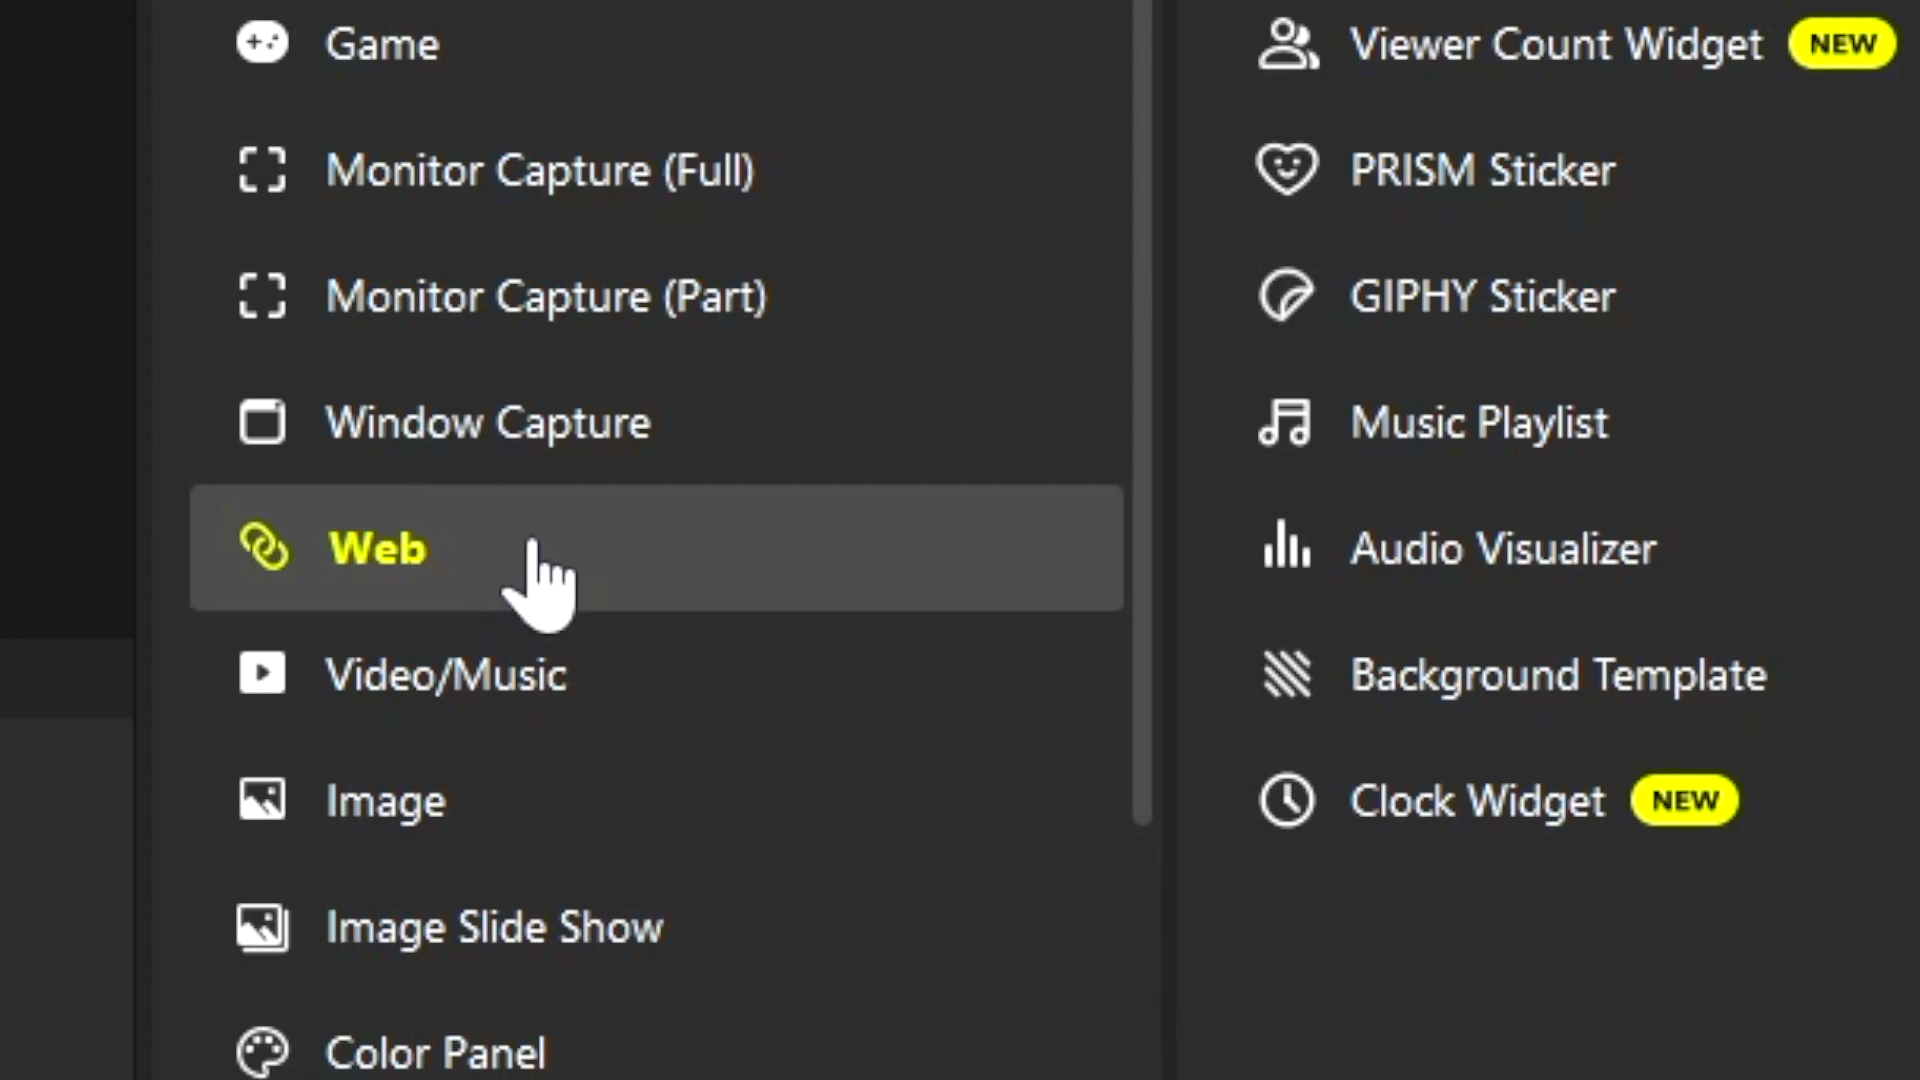 Game
Monitor Capture (Full)
Monitor Capture (Part)
Window Capture
Web
Video/Music
Image
Image Slide Show
Color Panel
Viewer Count Widget NEW
PRISM Sticker
GIPHY Sticker
Music Playlist
Audio Visualizer
Background Template
Clock Widget NEW